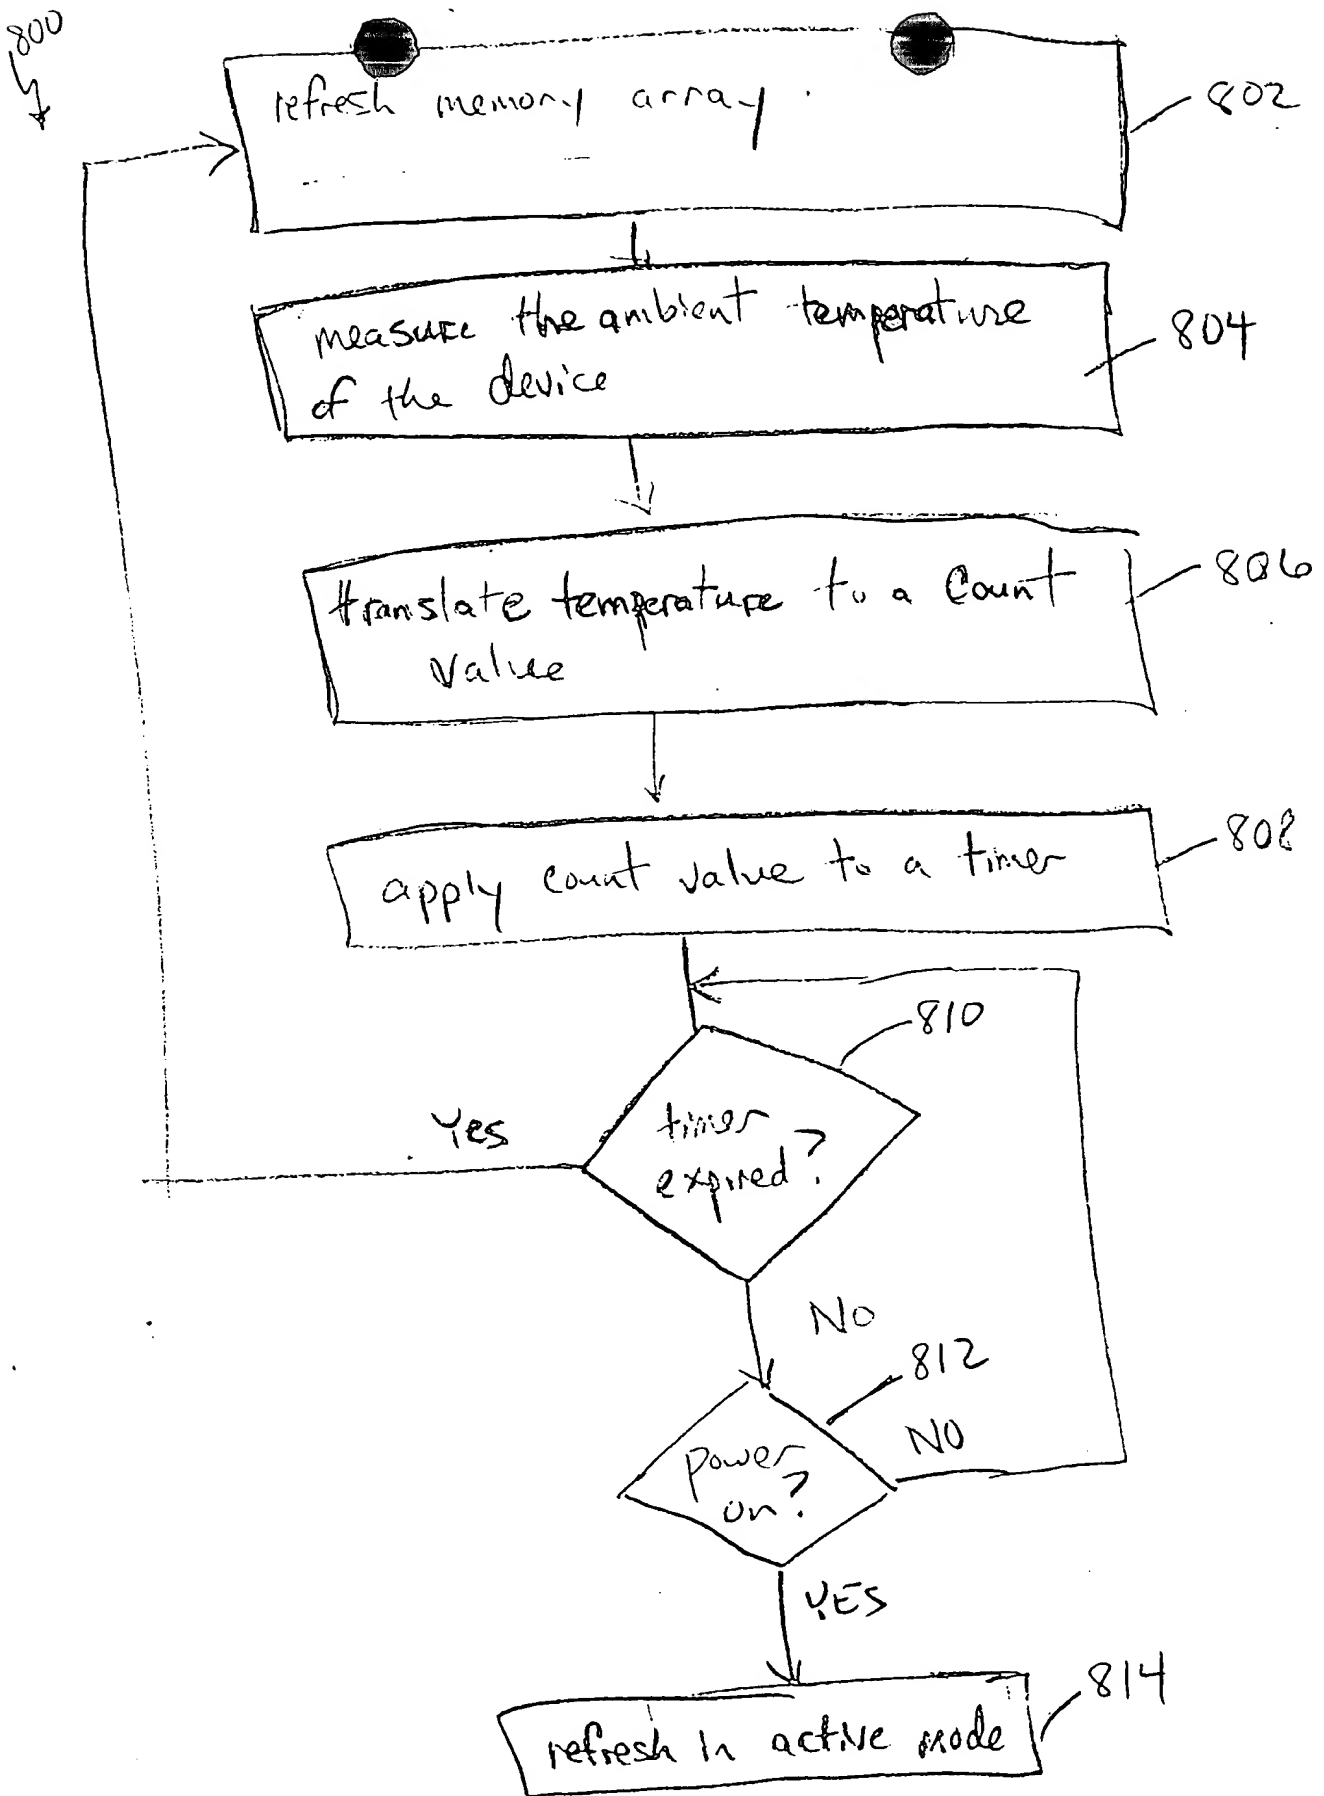 800
refresh memory array
802
measure the ambient temperature
of the device
804
translate temperature to a Count
Value
806
apply count value to a timer
808
810
timer
expired?
Yes
NO
812
power
on?
NO
YES
refresh in active mode
814